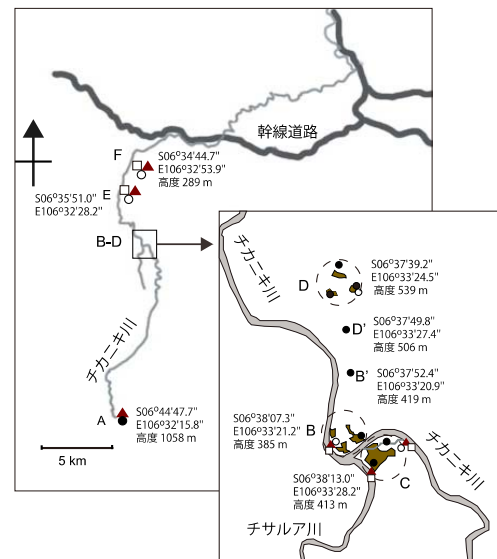 幹線道路
F
S06°34'44.7"
E106°32'53.9"
高度 289 m
S06°35'51.0"
E106°32'28.2"
E
B-D
チカニキ川
A
S06°44'47.7"
E106°32'15.8"
高度 1058 m
5 km
チカニキ川
D
S06°37'39.2"
E106°33'24.5"
高度 539 m
D'
S06°37'49.8"
E106°33'27.4"
高度 506 m
B'
S06°37'52.4"
E106°33'20.9"
高度 419 m
S06°38'07.3"
E106°33'21.2"
高度 385 m
B
チカニキ川
S06°38'13.0"
E106°33'28.2"
高度 413 m
C
チサルア川